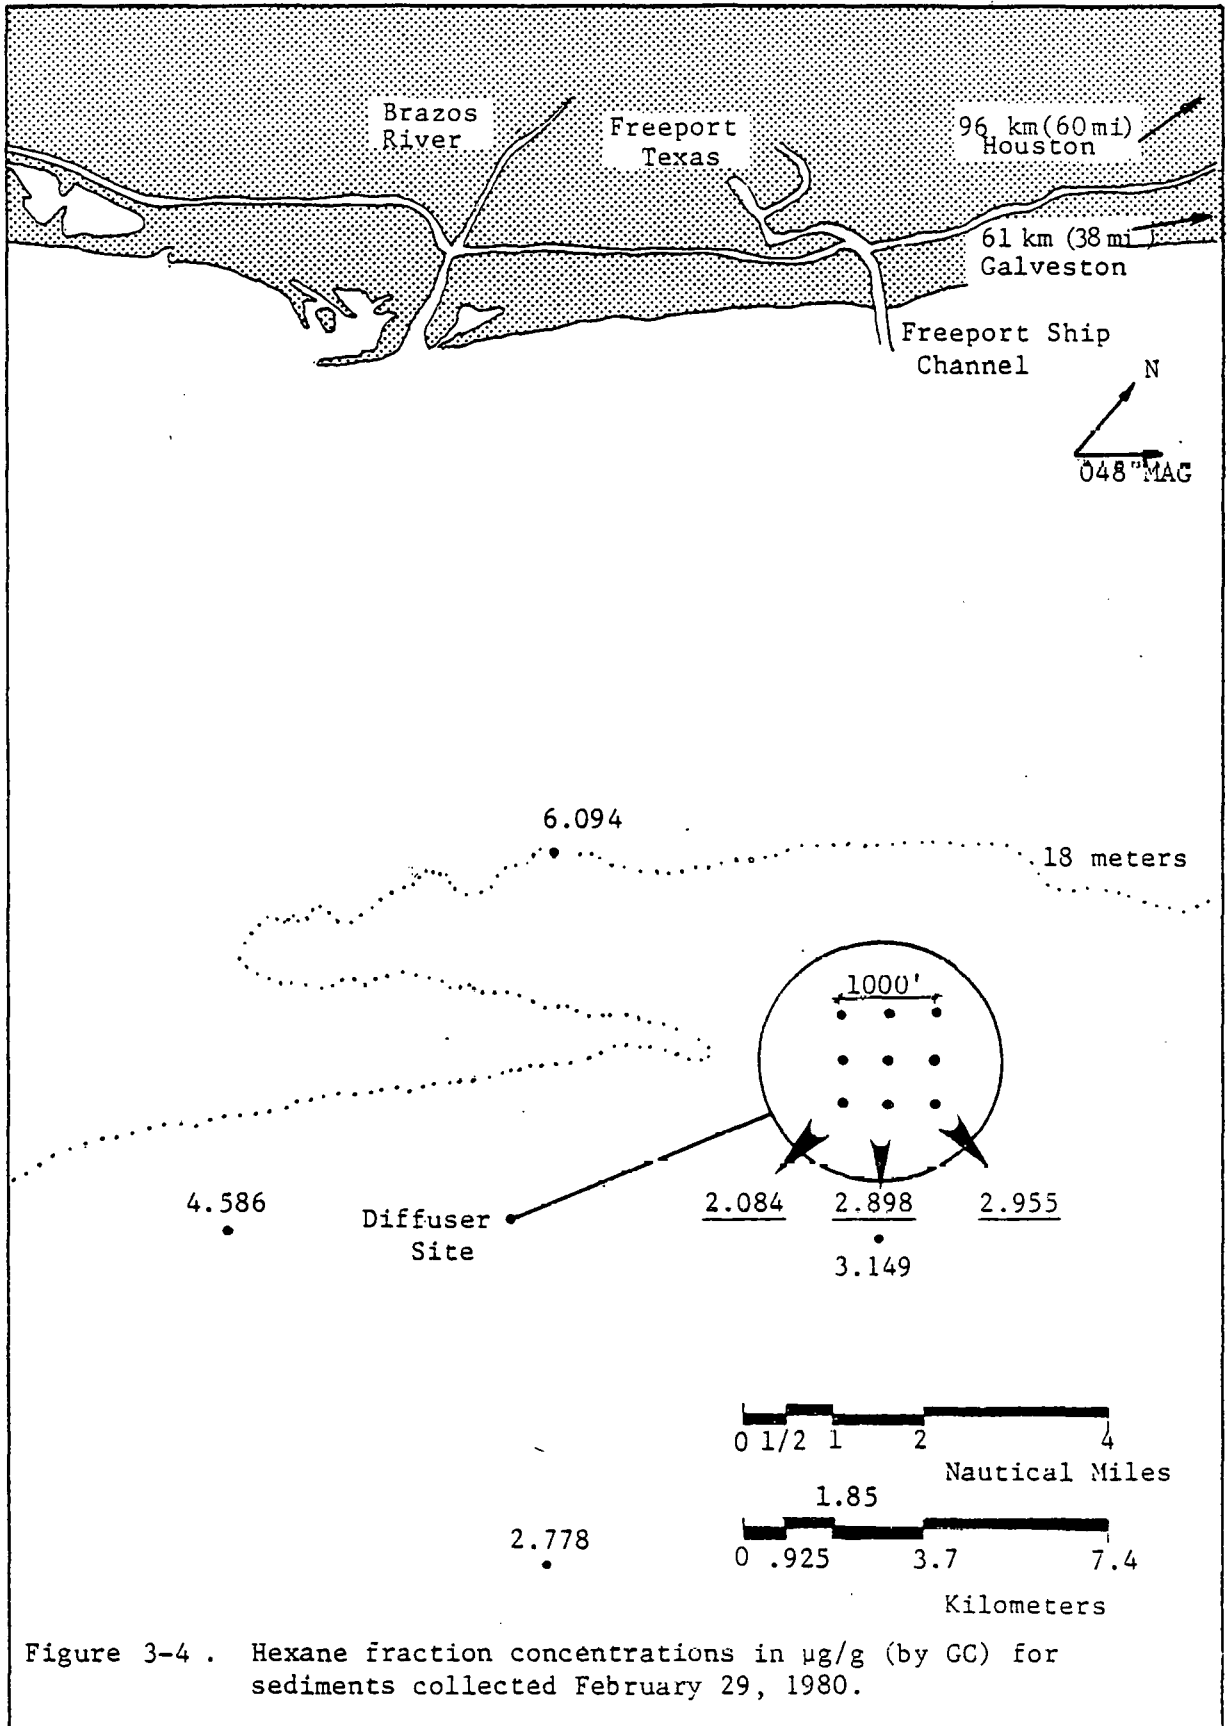 Brazos
River
Freeport
Texas
96 km (60 mi)
Houston
61 km (38 mi)
Galveston
Freeport Ship
Channel
N
048° MAG
6.094
18 meters
1000'
4.586
Diffuser
Site
2.084
2.898
2.955
3.149
0 1/2 1 2 4
Nautical Miles
1.85
0 .925 3.7 7.4
Kilometers
2.778
Figure 3-4 . Hexane fraction concentrations in µg/g (by GC) for
sediments collected February 29, 1980.